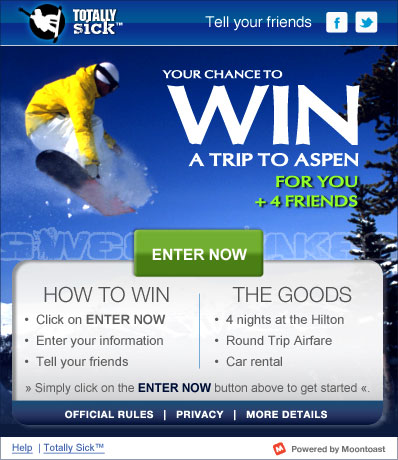 TOTALLY
SICK™
Tell your friends
YOUR CHANCE TO
WIN
A TRIP TO ASPEN
FOR YOU
+ 4 FRIENDS
ENTER NOW
HOW TO WIN
• Click on ENTER NOW
• Enter your information
• Tell your friends
THE GOODS
• 4 nights at the Hilton
• Round Trip Airfare
• Car rental
» Simply click on the ENTER NOW button above to get started «.
OFFICIAL RULES | PRIVACY | MORE DETAILS
Help | Totally Sick™
Powered by Moontoast